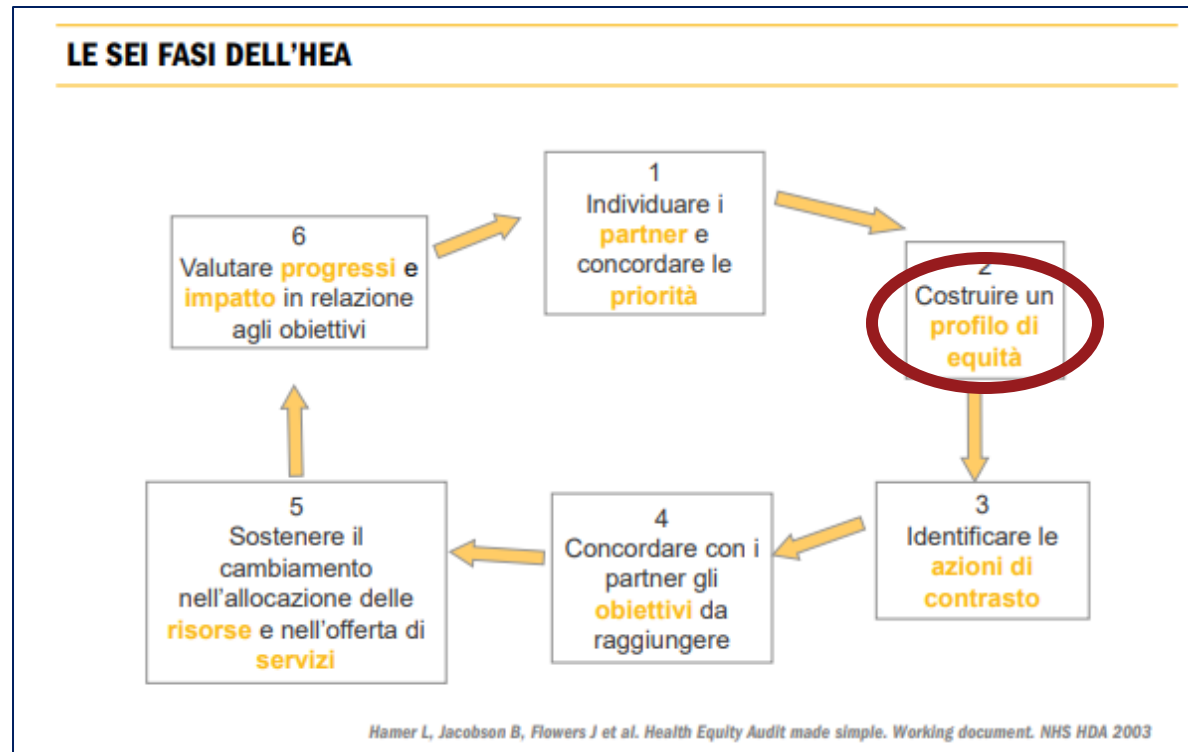 LE SEI FASI DELL'HEA
1
Individuare i
partner e
concordare le
priorità
2
Costruire un
profilo di
equità
3
Identificare le
azioni di
contrasto
4
Concordare con i
partner gli
obiettivi da
raggiungere
5
Sostenere il
cambiamento
nell'allocazione delle
risorse e nell'offerta di
servizi
6
Valutare progressi e
impatto in relazione
agli obiettivi
Hamer L, Jacobson B, Flowers J et al. Health Equity Audit made simple. Working document. NHS HDA 2003